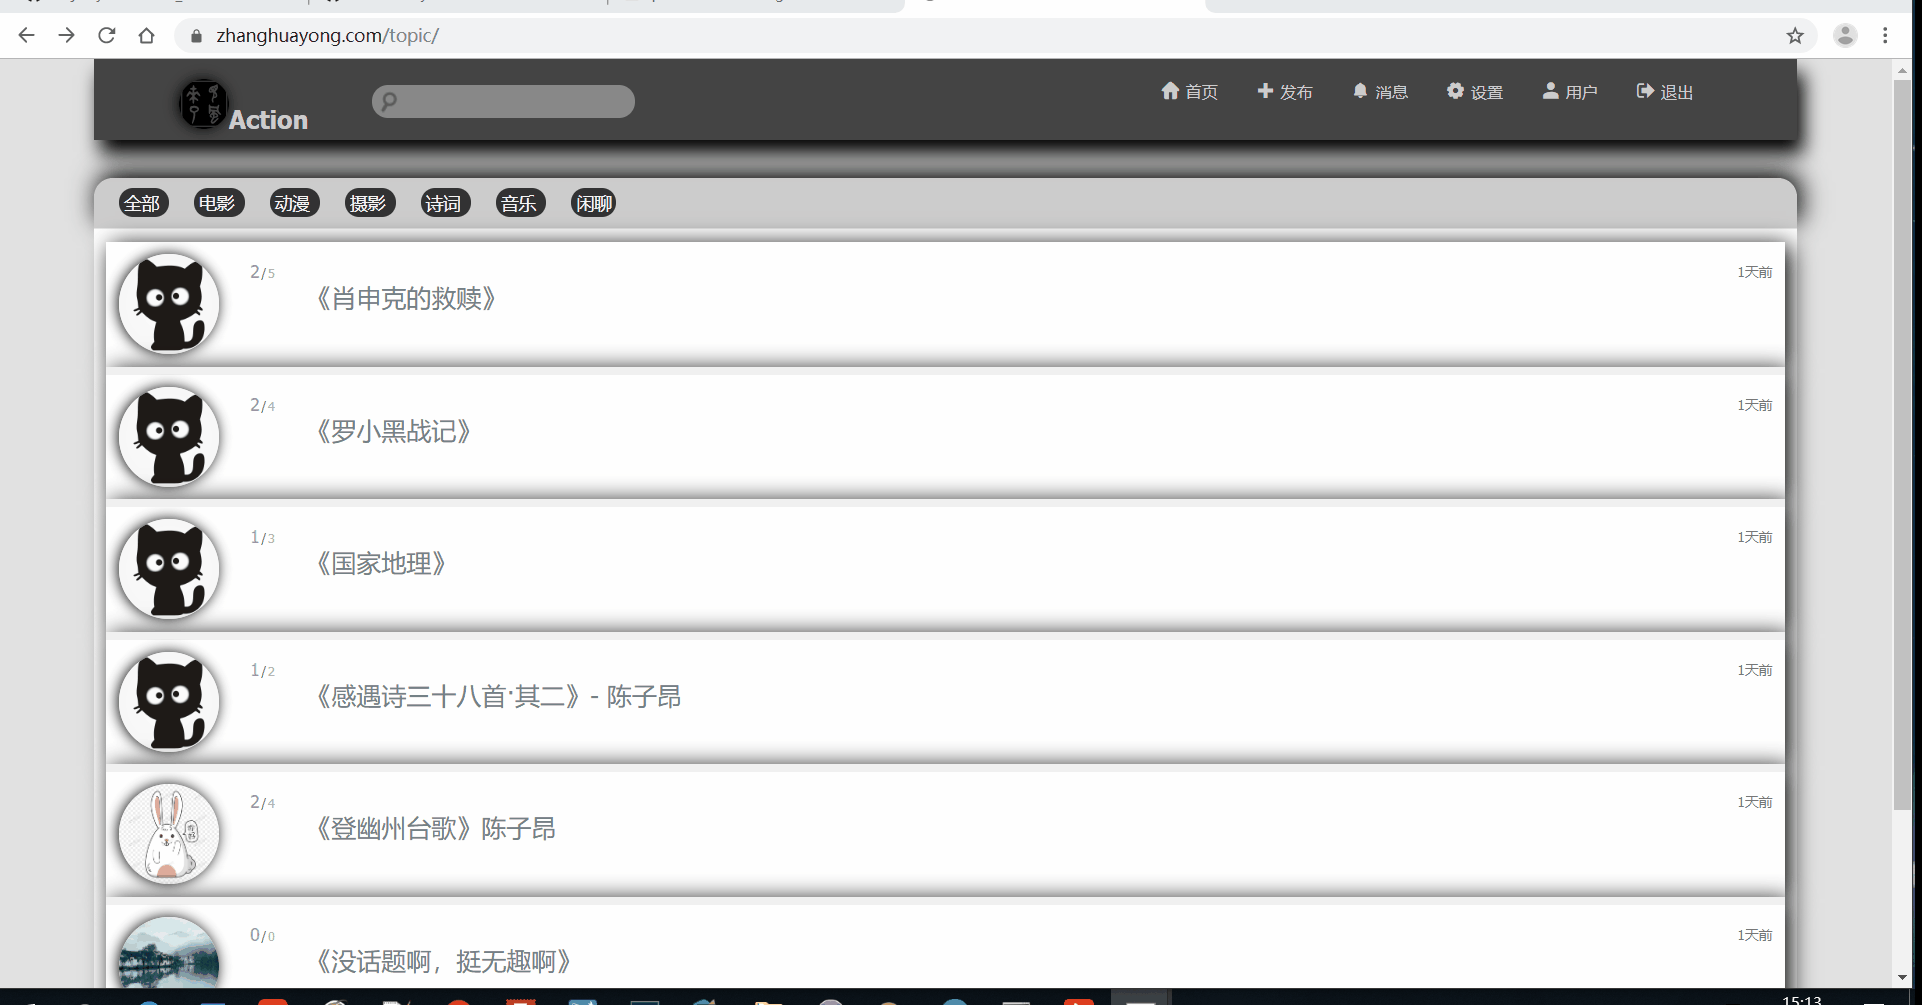 zhanghuayong.com/topic/
Action
首页
发布
消息
设置
用户
退出
全部
电影
动漫
摄影
诗词
音乐
闲聊
2/5
《肖申克的救赎》
1天前
2/4
《罗小黑战记》
1天前
1/3
《国家地理》
1天前
1/2
《感遇诗三十八首·其二》- 陈子昂
1天前
2/4
《登幽州台歌》陈子昂
1天前
0/0
《没话题啊，挺无趣啊》
1天前
15:13